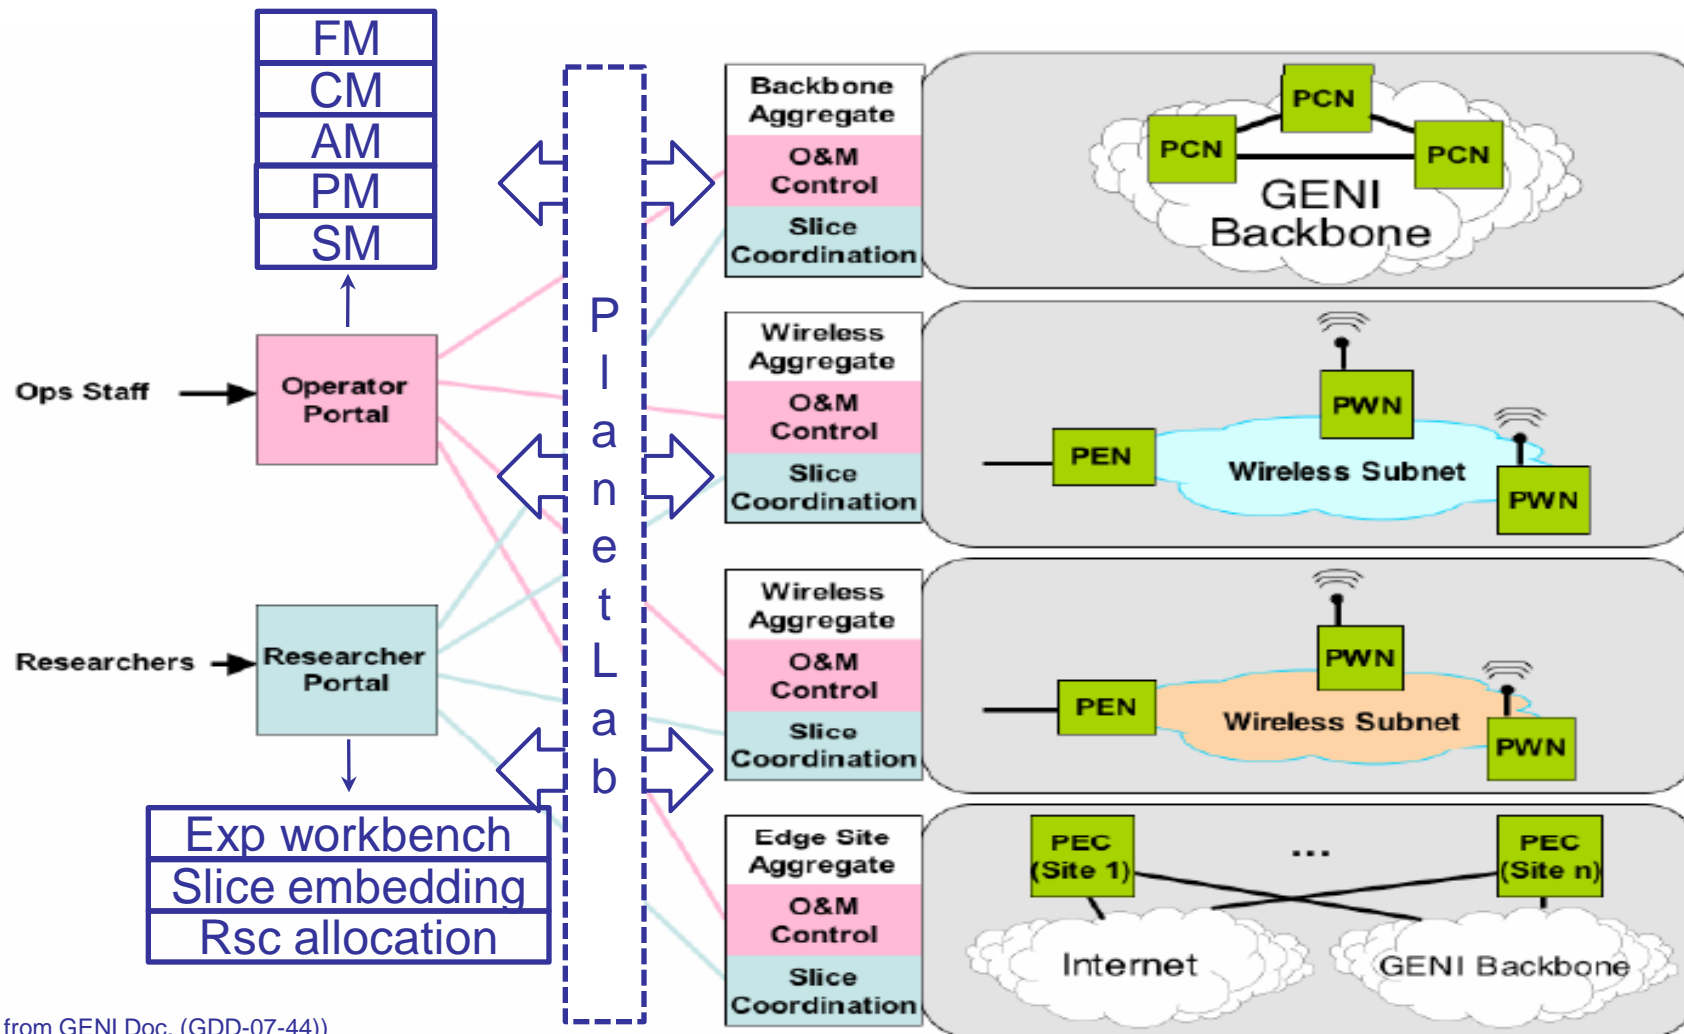 FM
CM
AM
PM
SM
Ops Staff
Operator
Portal
Researchers
Researcher
Portal
Exp workbench
Slice embedding
Rsc allocation
PlanetLab
Backbone
Aggregate
O&M
Control
Slice
Coordination
PCN
PCN
PCN
GENI
Backbone
Wireless
Aggregate
O&M
Control
Slice
Coordination
PWN
PEN
Wireless Subnet
PWN
Wireless
Aggregate
O&M
Control
Slice
Coordination
PWN
PEN
Wireless Subnet
PWN
Edge Site
Aggregate
O&M
Control
Slice
Coordination
PEC
(Site 1)
...
PEC
(Site n)
Internet
GENI Backbone
from GENI Doc. (GDD-07-44))